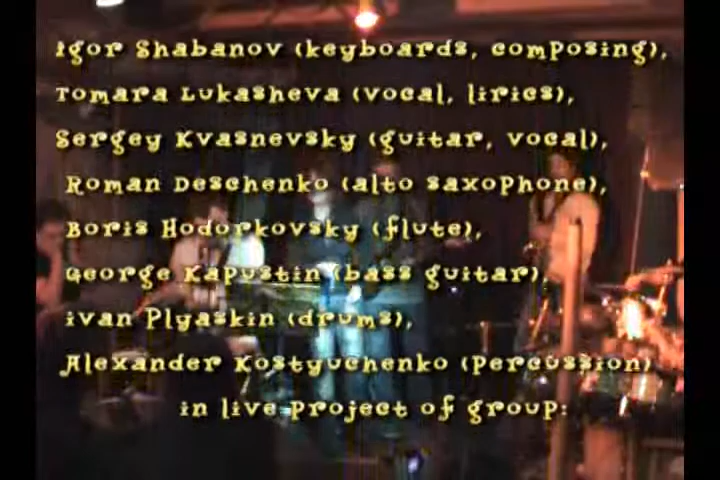 Igor Shabanov (keyboards, composing),
Tomara Lukasheva (vocal, lirics),
Sergey Kvasnevsky (guitar, vocal),
Roman Deschenko (alto saxophone),
Boris Hodorkovsky (flute),
George Kapustin (bass guitar),
ivan Plyaskin (drums),
Alexander Kostyuchenko (percussion)
in live project of group: